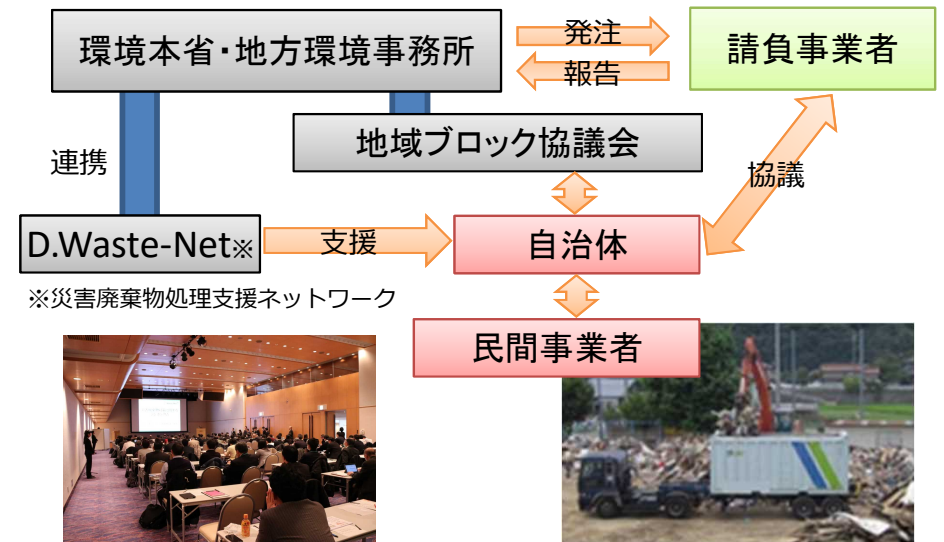 環境本省・地方環境事務所
発注
報告
請負事業者
地域ブロック協議会
連携
協議
D.Waste-Net※
支援
自治体
※災害廃棄物処理支援ネットワーク
民間事業者